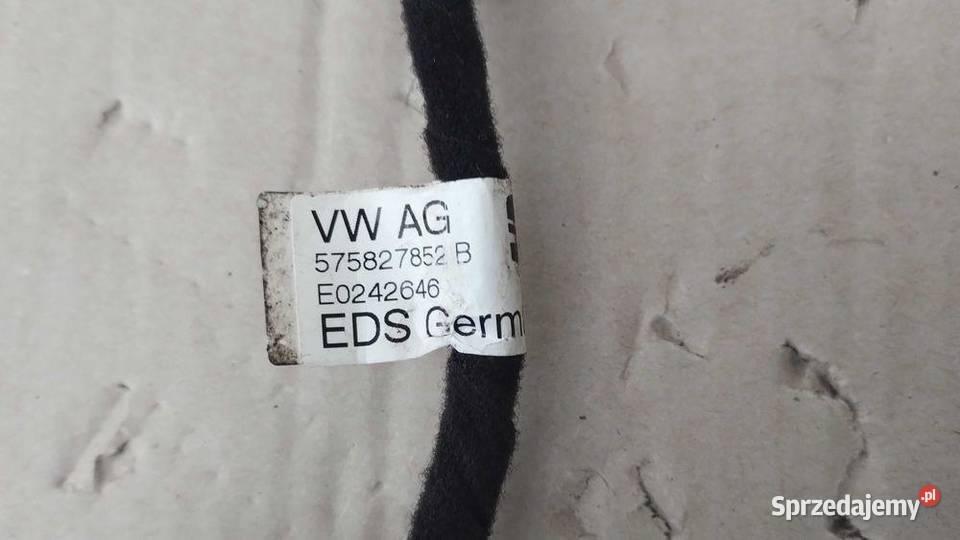 VW AG
575827852 B
E0242646
EDS
Sprzedajemy.pl